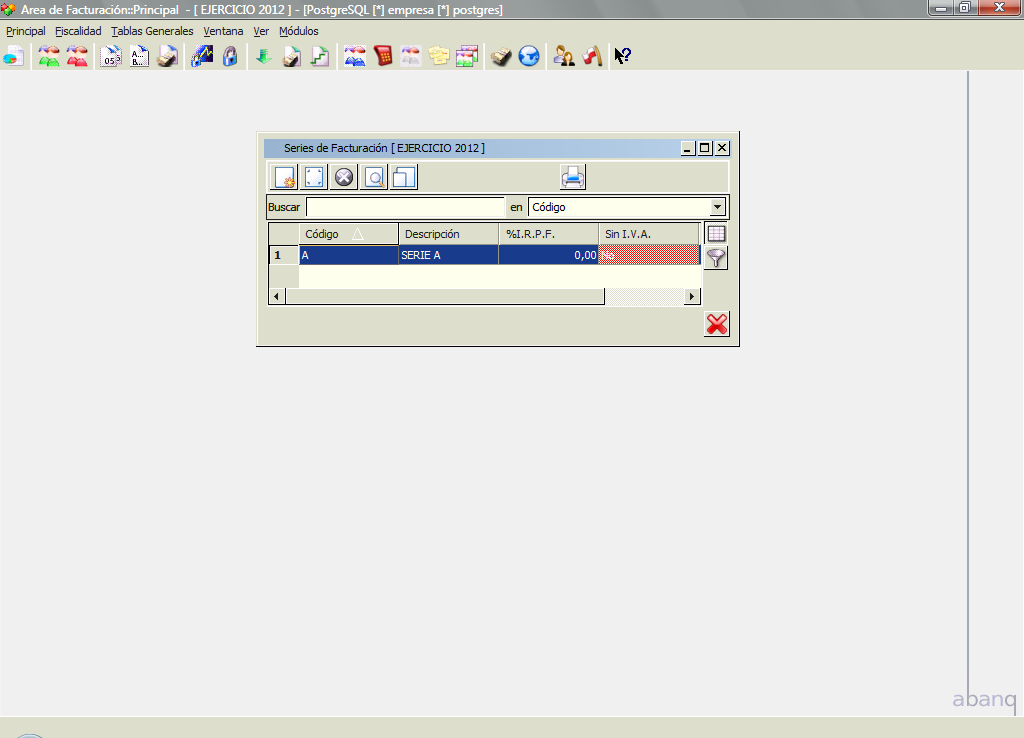 Area de Facturación::Principal - [ EJERCICIO 2012 ] - [PostgreSQL [*] empresa [*] postgres]
Principal Fiscalidad Tablas Generales Ventana Ver Módulos
Series de Facturación [ EJERCICIO 2012 ]
Buscar en Código
Código Descripción %I.R.P.F. Sin I.V.A.
1 A SERIE A 0,00 No
abanq